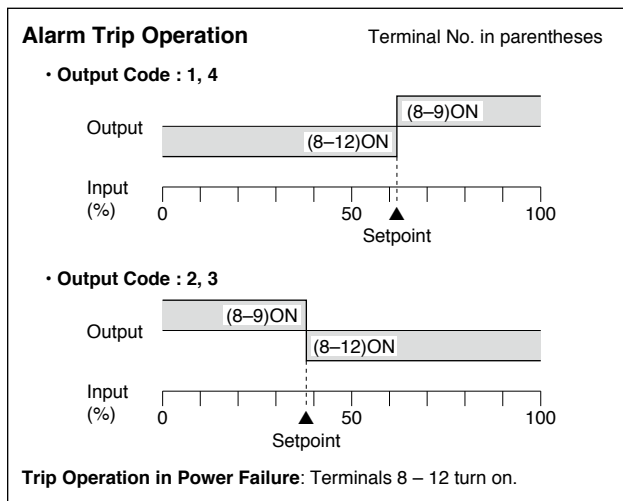 Alarm Trip Operation Terminal No. in parentheses
• Output Code : 1, 4
Output
(8–9)ON
(8–12)ON
Input
(%)
0 50 100
Setpoint
• Output Code : 2, 3
(8–9)ON
Output
(8–12)ON
Input
(%)
0 50 100
Setpoint
Trip Operation in Power Failure: Terminals 8 – 12 turn on.